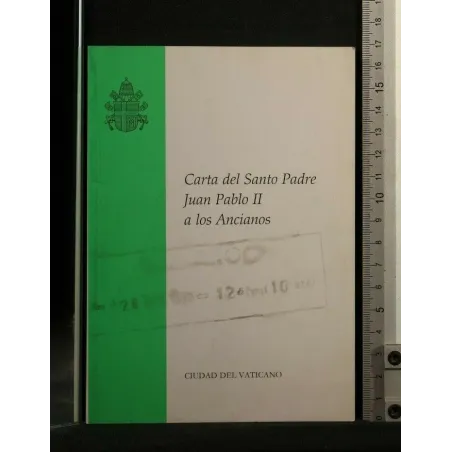 Carta del Santo Padre
Juan Pablo II
a los Ancianos
CIUDAD DEL VATICANO